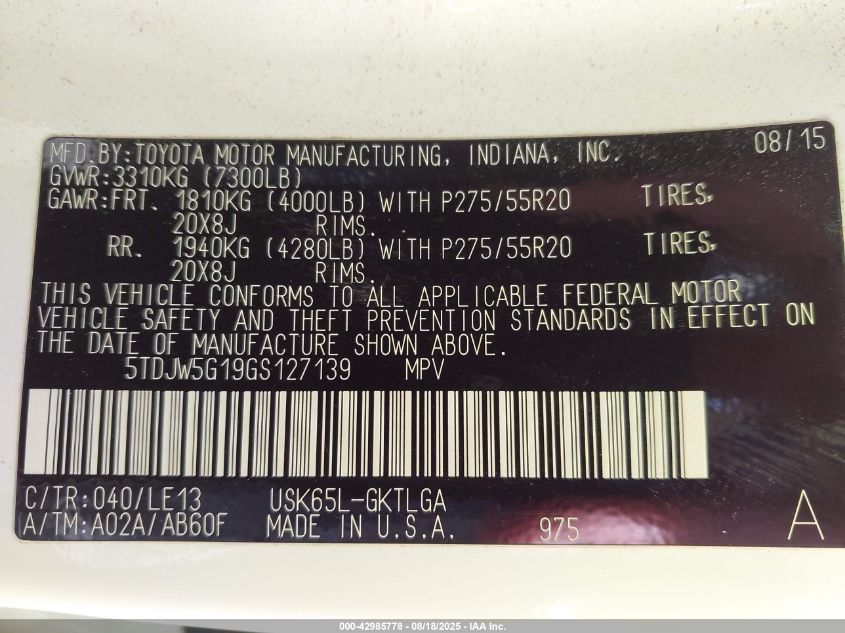 MFD. BY: TOYOTA MOTOR MANUFACTURING, INDIANA, INC. 08/15
GVWR: 3310KG (7300LB)
GAWR: FRT. 1810KG (4000LB) WITH P275/55R20 TIRES,
20X8J RIMS.
RR. 1940KG (4280LB) WITH P275/55R20 TIRES,
20X8J RIMS.
THIS VEHICLE CONFORMS TO ALL APPLICABLE FEDERAL MOTOR
VEHICLE SAFETY AND THEFT PREVENTION STANDARDS IN EFFECT ON
THE DATE OF MANUFACTURE SHOWN ABOVE.
5TDJW5G19GS127139 MPV
C/TR: 040/LE13 USK65L-GKTLGA
A/TM: A02A/AB60F MADE IN U.S.A. 975 A
000-42985778 - 08/18/2025 - IAA Inc.